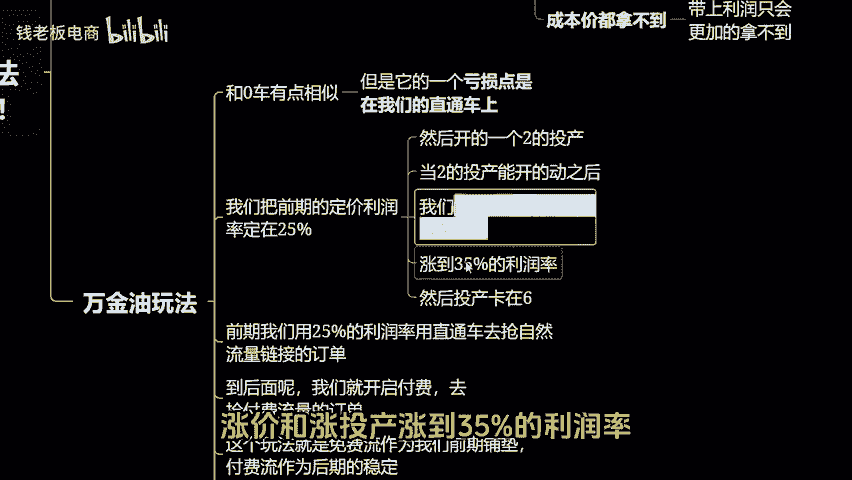 钱老板电商 bilibili
成本价都拿不到
带上利润只会
更加的拿不到
法
!
和0车有点相似
但是它的一个亏损点是
在我们的直通车上
然后开的一个2的投产
当2的投产能开的动之后
我们把前期的定价利润
率定在25%
我们
涨到35%的利润率
然后投产卡在6
万金油玩法
前期我们用25%的利润率用直通车去抢自然
流量链接的订单
到后面呢，我们就开启付费，去
抢付费流量的订单
涨价和涨投产涨到35%的利润率
这个玩法就是免费流作为我们前期铺垫，
付费流作为后期的稳定